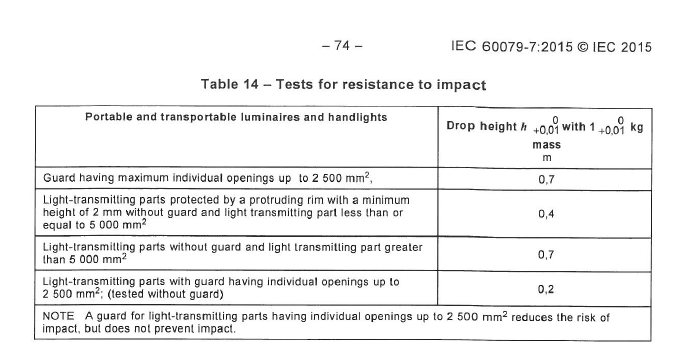 – 74 – IEC 60079-7:2015 © IEC 2015
Table 14 – Tests for resistance to impact
Portable and transportable luminaires and handlights
Drop height h 0 +0,01 with 1 0 +0,01 kg
mass
m
Guard having maximum individual openings up to 2 500 mm²,
0,7
Light-transmitting parts protected by a protruding rim with a minimum
height of 2 mm without guard and light transmitting part less than or
equal to 5 000 mm²
0,4
Light-transmitting parts without guard and light transmitting part greater
than 5 000 mm²
0,7
Light-transmitting parts with guard having individual openings up to
2 500 mm²; (tested without guard)
0,2
NOTE A guard for light-transmitting parts having individual openings up to 2 500 mm² reduces the risk of
impact, but does not prevent impact.